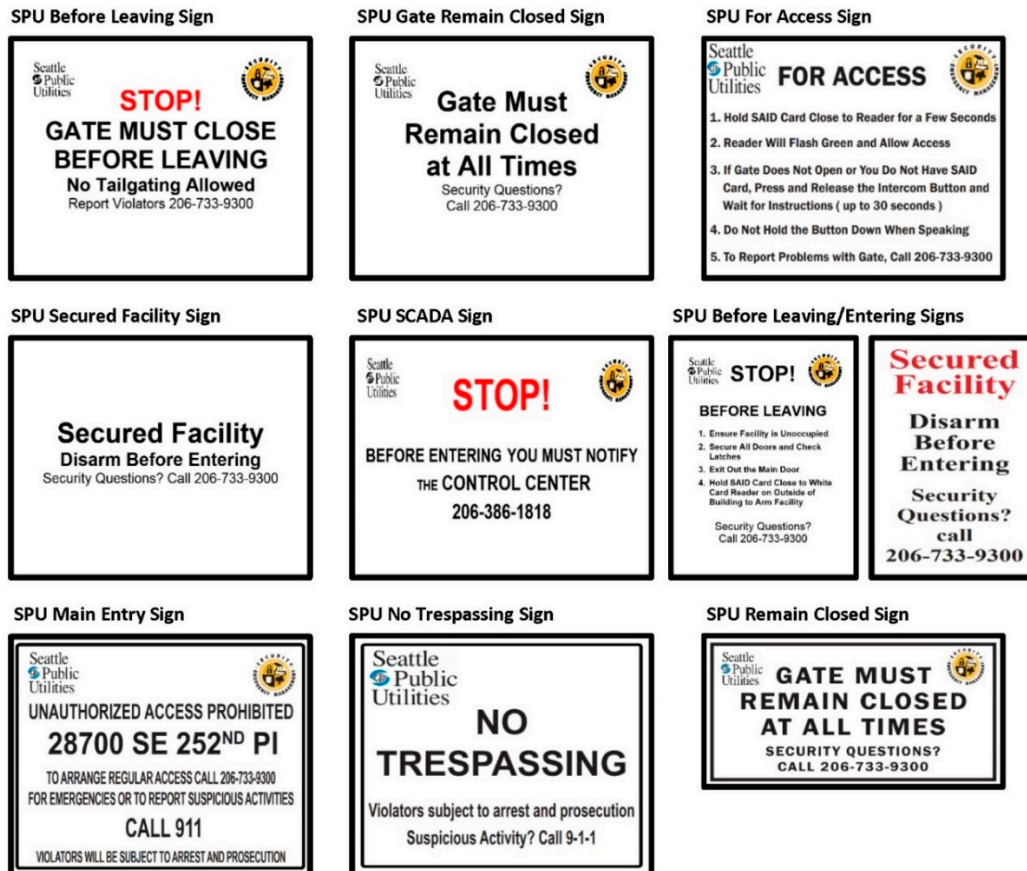 SPU Before Leaving Sign
Seattle
Public
Utilities
STOP!
GATE MUST CLOSE
BEFORE LEAVING
No Tailgating Allowed
Report Violators 206-733-9300
SPU Gate Remain Closed Sign
Seattle
Public
Utilities
Gate Must
Remain Closed
at All Times
Security Questions?
Call 206-733-9300
SPU For Access Sign
Seattle
Public
Utilities
FOR ACCESS
SECURITY
1. Hold SAID Card Close to Reader for a Few Seconds
2. Reader Will Flash Green and Allow Access
3. If Gate Does Not Open or You Do Not Have SAID
Card, Press and Release the Intercom Button and
Wait for Instructions ( up to 30 seconds )
4. Do Not Hold the Button Down When Speaking
5. To Report Problems with Gate, Call 206-733-9300
SPU Secured Facility Sign
Secured Facility
Disarm Before Entering
Security Questions? Call 206-733-9300
SPU SCADA Sign
Seattle
Public
Utilities
STOP!
BEFORE ENTERING YOU MUST NOTIFY
THE CONTROL CENTER
206-386-1818
SPU Before Leaving/Entering Signs
Seattle
Public
Utilities
STOP!
BEFORE LEAVING
1. Ensure Facility is Unoccupied
2. Secure All Doors and Check
Latches
3. Exit Out the Main Door
4. Hold SAID Card Close to White
Card Reader on Outside of
Building to Arm Facility
Security Questions?
Call 206-733-9300
Secured
Facility
Disarm
Before
Entering
Security
Questions?
call
206-733-9300
SPU Main Entry Sign
Seattle
Public
Utilities
UNAUTHORIZED ACCESS PROHIBITED
28700 SE 252ND Pl
TO ARRANGE REGULAR ACCESS CALL 206-733-9300
FOR EMERGENCIES OR TO REPORT SUSPICIOUS ACTIVITIES
CALL 911
VIOLATORS WILL BE SUBJECT TO ARREST AND PROSECUTION
SPU No Trespassing Sign
Seattle
Public
Utilities
NO
TRESPASSING
Violators subject to arrest and prosecution
Suspicious Activity? Call 9-1-1
SPU Remain Closed Sign
Seattle
Public
Utilities
GATE MUST
REMAIN CLOSED
AT ALL TIMES
SECURITY QUESTIONS?
CALL 206-733-9300